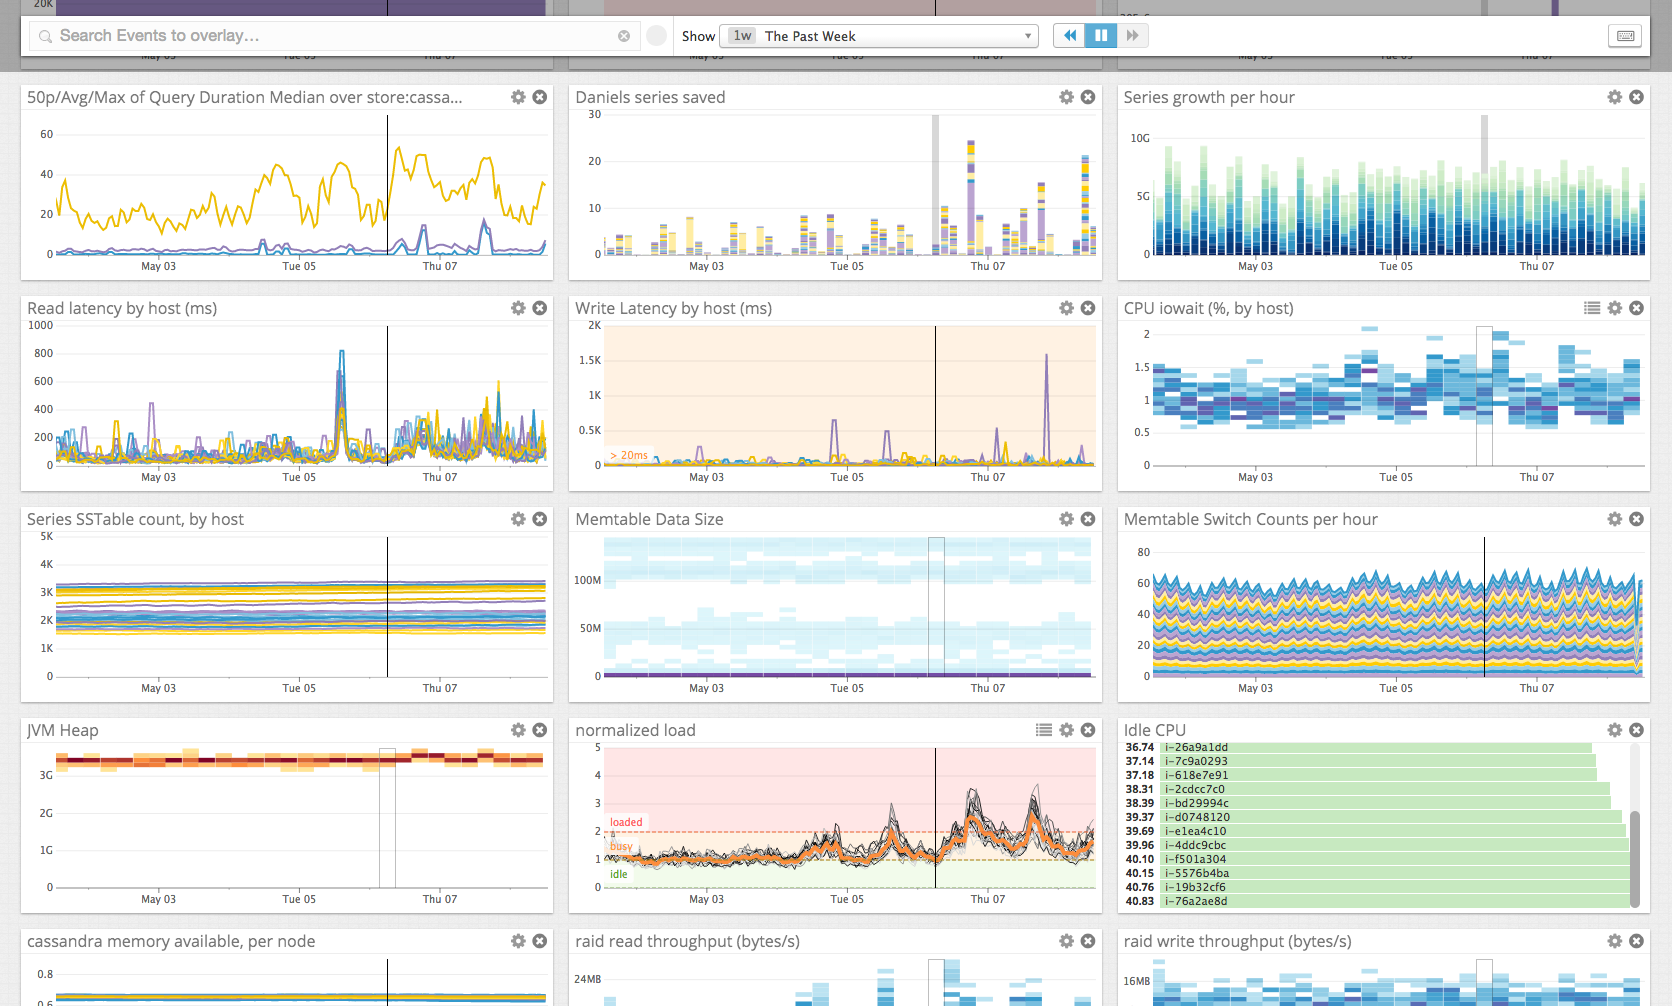 20K
Search Events to overlay...
Show
1w The Past Week
May 03 Tue 05 Thu 07
50p/Avg/Max of Query Duration Median over store:cassa...
60
40
20
0
May 03 Tue 05 Thu 07
Daniels series saved
30
20
10
0
May 03 Tue 05 Thu 07
Series growth per hour
10G
5G
0
May 03 Tue 05 Thu 07
Read latency by host (ms)
1000
800
600
400
200
0
May 03 Tue 05 Thu 07
Write Latency by host (ms)
2K
1.5K
1K
0.5K
> 20ms
0
May 03 Tue 05 Thu 07
CPU iowait (%, by host)
2
1.5
1
0.5
0
May 03 Tue 05 Thu 07
Series SSTable count, by host
5K
4K
3K
2K
1K
0
May 03 Tue 05 Thu 07
Memtable Data Size
100M
50M
0
May 03 Tue 05 Thu 07
Memtable Switch Counts per hour
80
60
40
20
0
May 03 Tue 05 Thu 07
JVM Heap
3G
2G
1G
0
May 03 Tue 05 Thu 07
normalized load
5
4
3
loaded
2
busy
1
idle
0
May 03 Tue 05 Thu 07
Idle CPU
36.74 i-26a9a1dd
37.14 i-7c9a0293
37.18 i-618e7e91
38.31 i-2cdcc7c0
38.39 i-bd29994c
39.37 i-d0748120
39.69 i-e1ea4c10
39.96 i-4ddc9cbc
40.10 i-f501a304
40.15 i-5576b4ba
40.76 i-19b32cf6
40.83 i-76a2ae8d
cassandra memory available, per node
0.8
0.6
raid read throughput (bytes/s)
24MB
raid write throughput (bytes/s)
16MB